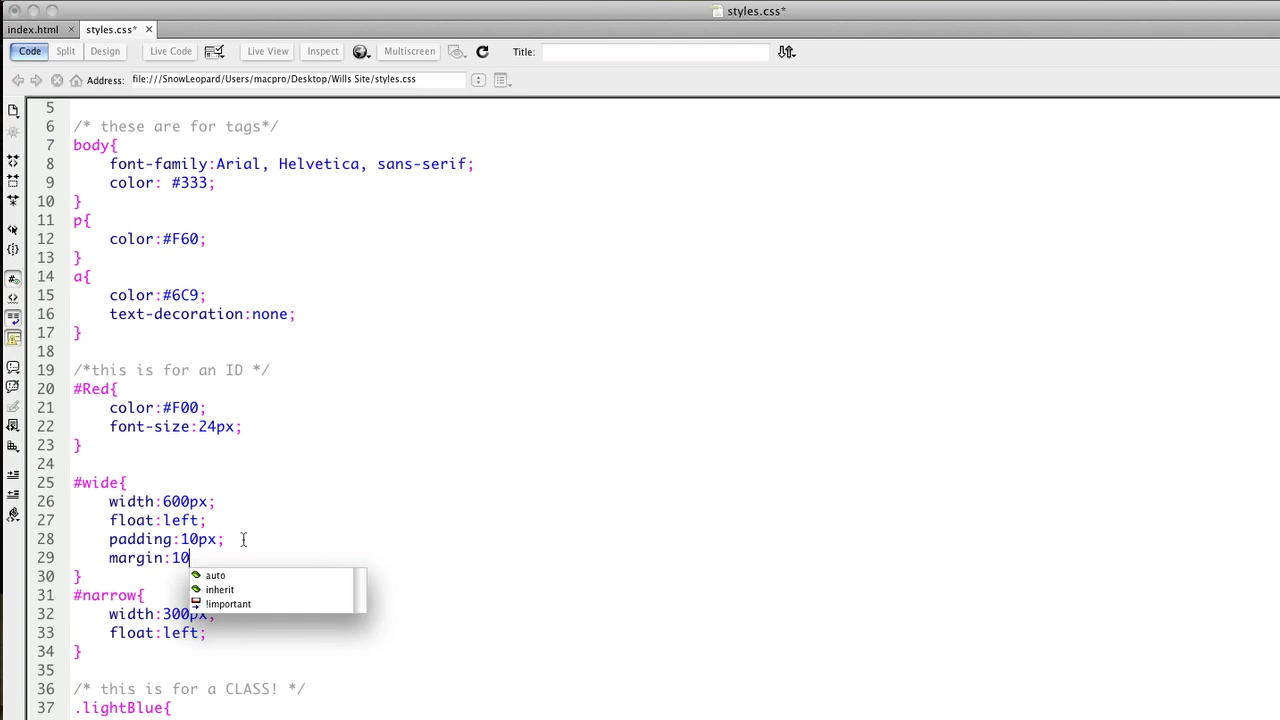 styles.css*
index.html × styles.css* ×
Code Split Design Live Code Live View Inspect Multiscreen Title:
Address: file:///SnowLeopard/Users/macpro/Desktop/Wills Site/styles.css
5
6 /* these are for tags*/
7 body{
8 font-family:Arial, Helvetica, sans-serif;
9 color: #333;
10 }
11 p{
12 color:#F60;
13 }
14 a{
15 color:#6C9;
16 text-decoration:none;
17 }
18
19 /*this is for an ID */
20 #Red{
21 color:#F00;
22 font-size:24px;
23 }
24
25 #wide{
26 width:600px;
27 float:left;
28 padding:10px;
29 margin:10
auto
30 }
inherit
31 #narrow{
!important
32 width:300px;
33 float:left;
34 }
35
36 /* this is for a CLASS! */
37 .lightBlue{